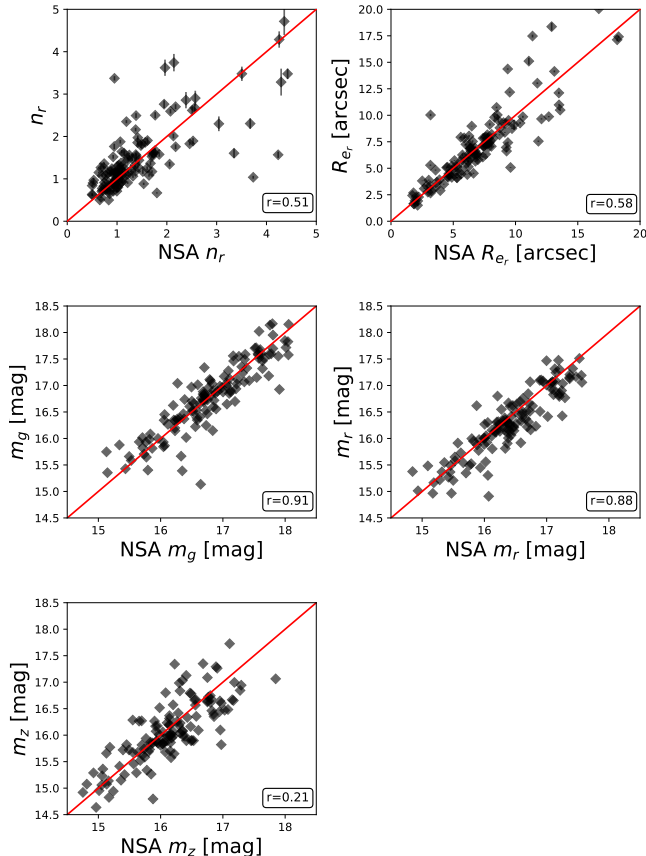 5
4
3
2
1
0
n_r
0 1 2 3 4 5
NSA n_r
r=0.51
20.0
17.5
15.0
12.5
10.0
7.5
5.0
2.5
0.0
R_{e_r} [arcsec]
0 5 10 15 20
NSA R_{e_r} [arcsec]
r=0.58
18.5
18.0
17.5
17.0
16.5
16.0
15.5
15.0
14.5
m_g [mag]
15 16 17 18
NSA m_g [mag]
r=0.91
18.5
18.0
17.5
17.0
16.5
16.0
15.5
15.0
14.5
m_r [mag]
15 16 17 18
NSA m_r [mag]
r=0.88
18.5
18.0
17.5
17.0
16.5
16.0
15.5
15.0
14.5
m_z [mag]
15 16 17 18
NSA m_z [mag]
r=0.21